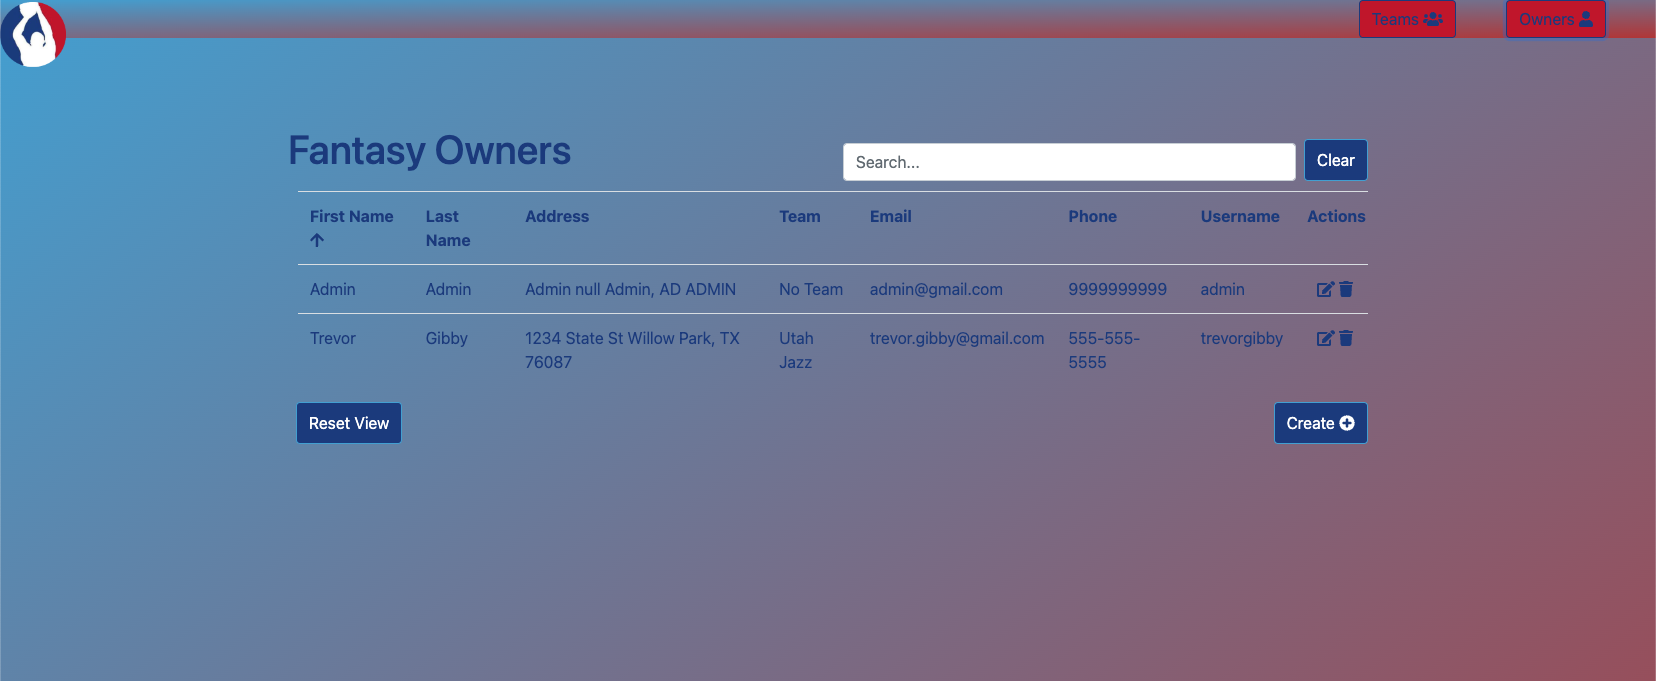 Teams
Owners
Fantasy Owners
Search...
Clear
First Name
Last Name
Address
Team
Email
Phone
Username
Actions
Admin
Admin
Admin null Admin, AD ADMIN
No Team
admin@gmail.com
9999999999
admin
Trevor
Gibby
1234 State St Willow Park, TX
76087
Utah
Jazz
trevor.gibby@gmail.com
555-555-
5555
trevorgibby
Reset View
Create